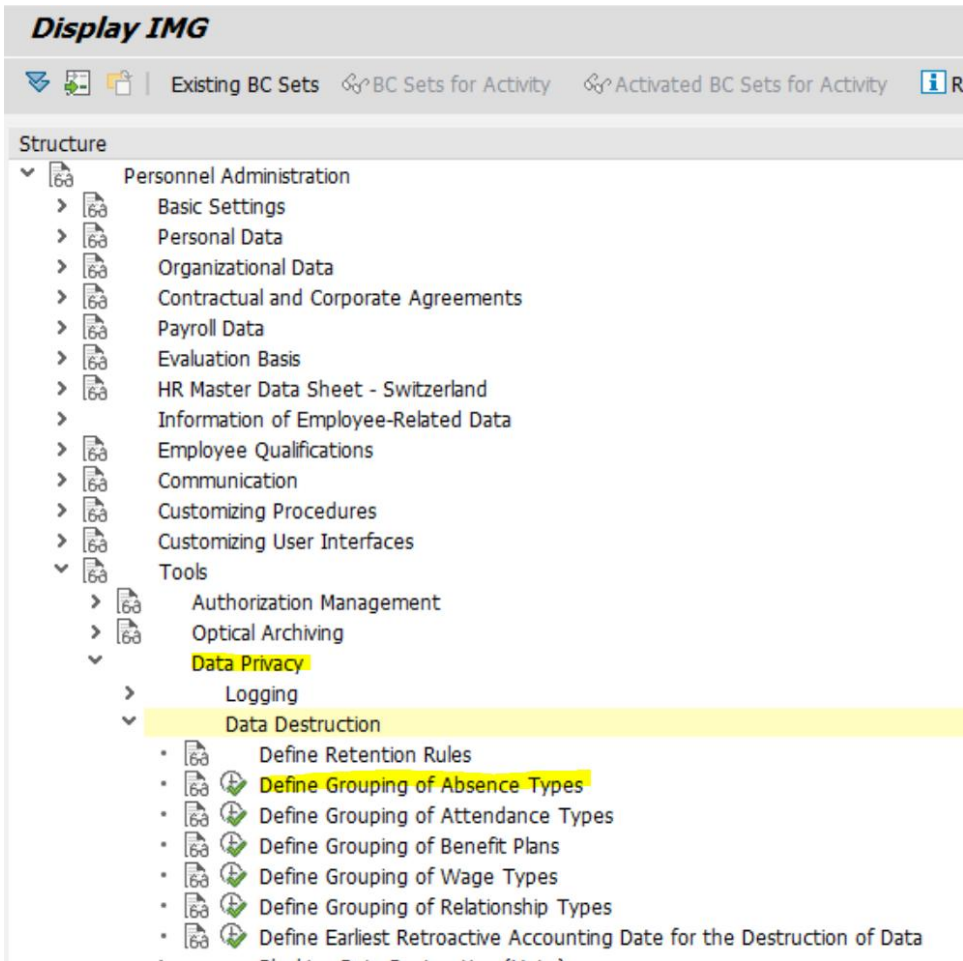 Display IMG
Existing BC Sets BC Sets for Activity Activated BC Sets for Activity R
Structure
Personnel Administration
Basic Settings
Personal Data
Organizational Data
Contractual and Corporate Agreements
Payroll Data
Evaluation Basis
HR Master Data Sheet - Switzerland
Information of Employee-Related Data
Employee Qualifications
Communication
Customizing Procedures
Customizing User Interfaces
Tools
Authorization Management
Optical Archiving
Data Privacy
Logging
Data Destruction
Define Retention Rules
Define Grouping of Absence Types
Define Grouping of Attendance Types
Define Grouping of Benefit Plans
Define Grouping of Wage Types
Define Grouping of Relationship Types
Define Earliest Retroactive Accounting Date for the Destruction of Data